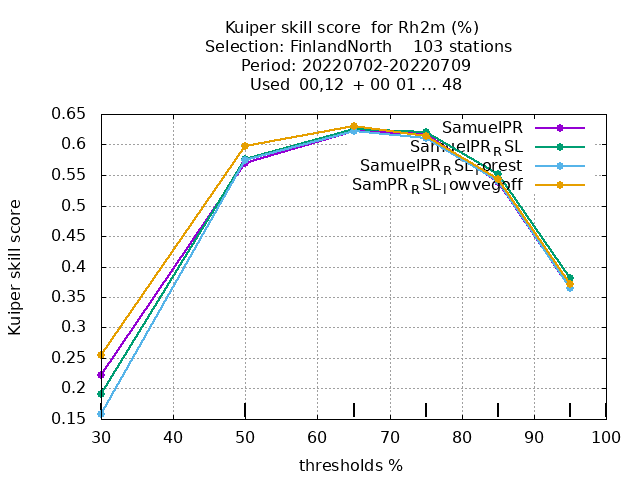 Kuiper skill score  for Rh2m (%)
Selection: FinlandNorth    103 stations
Period: 20220702-20220709
Used  00,12  + 00 01 ... 48
SamuelPR
SamuelPR_RSL
SamuelPR_RSL_forest
SamPR_RSL_lowvegoff
0.65
0.6
0.55
0.5
0.45
0.4
0.35
0.3
0.25
0.2
0.15
Kuiper skill score
30 40 50 60 70 80 90 100
thresholds %